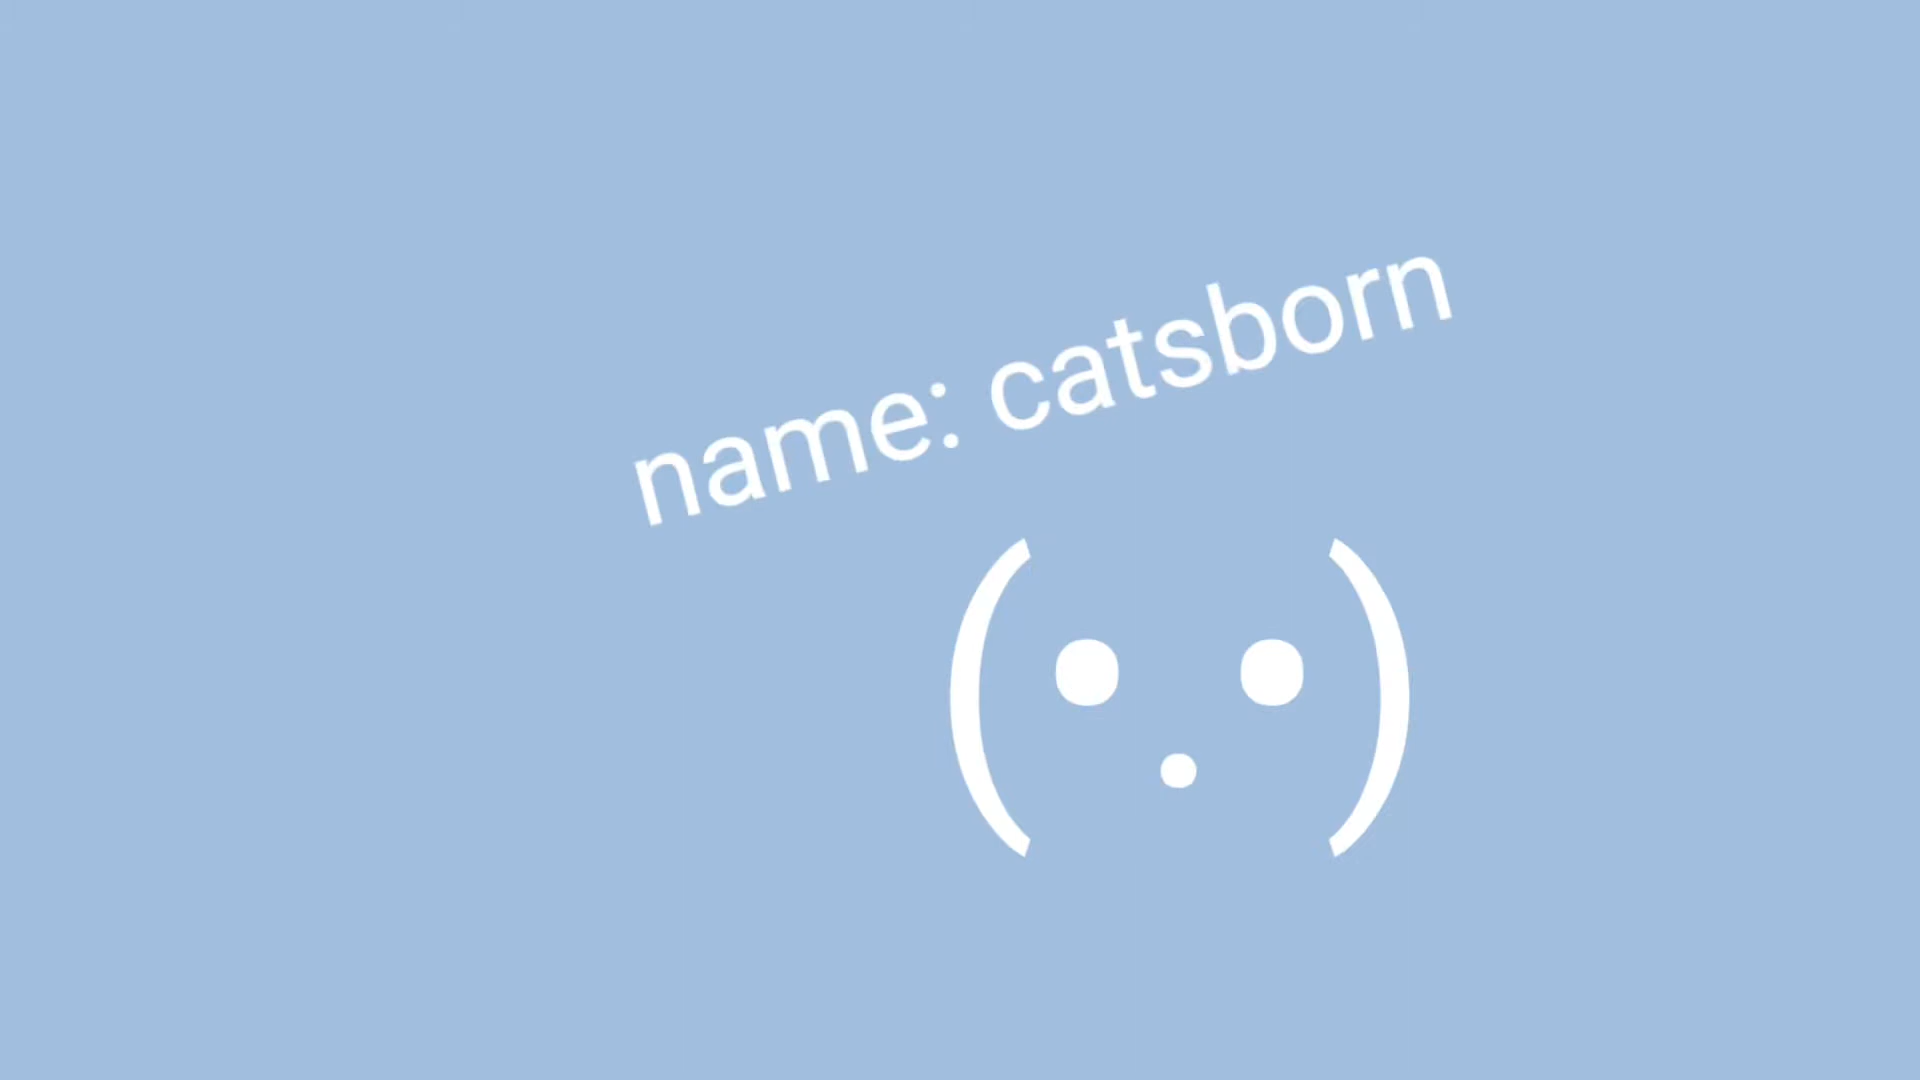 name: catsborn
(• . •)